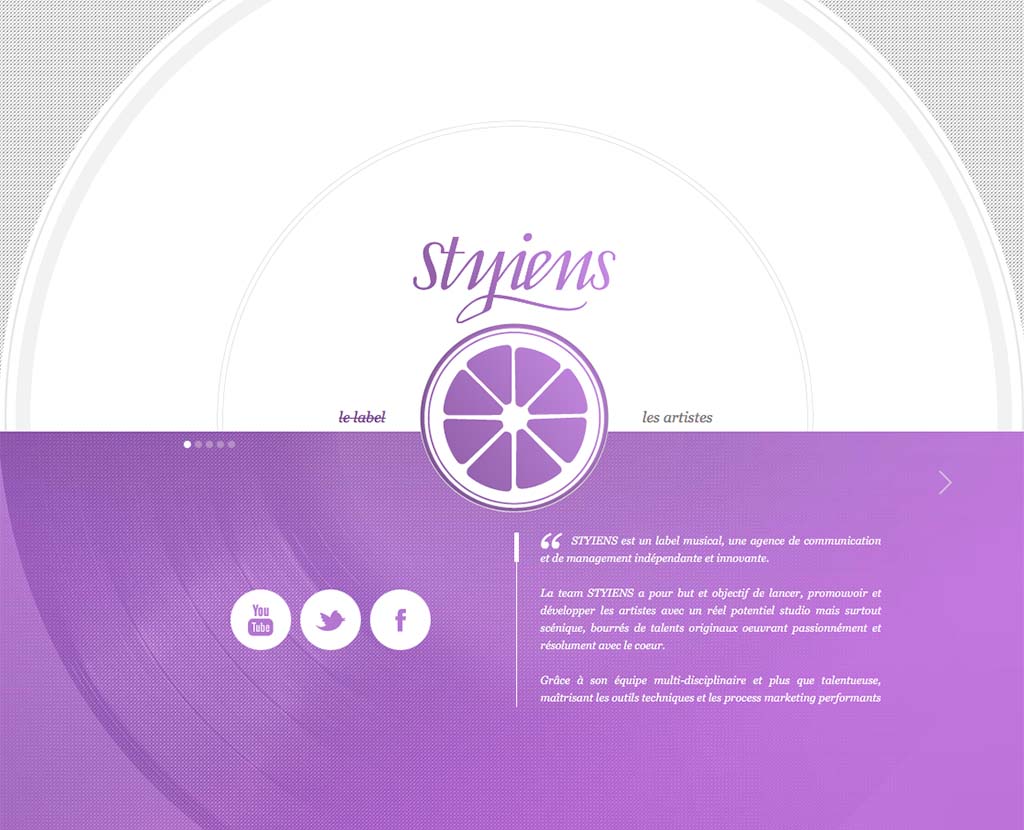 Styiens
le label
les artistes
“ STYIENS est un label musical, une agence de communication
et de management indépendante et innovante.
La team STYIENS a pour but et objectif de lancer, promouvoir et
développer les artistes avec un réel potentiel studio mais surtout
scénique, bourrés de talents originaux oeuvrant passionnément et
résolument avec le coeur.
Grâce à son équipe multi-disciplinaire et plus que talentueuse,
maîtrisant les outils techniques et les process marketing performants
You
Tube
f